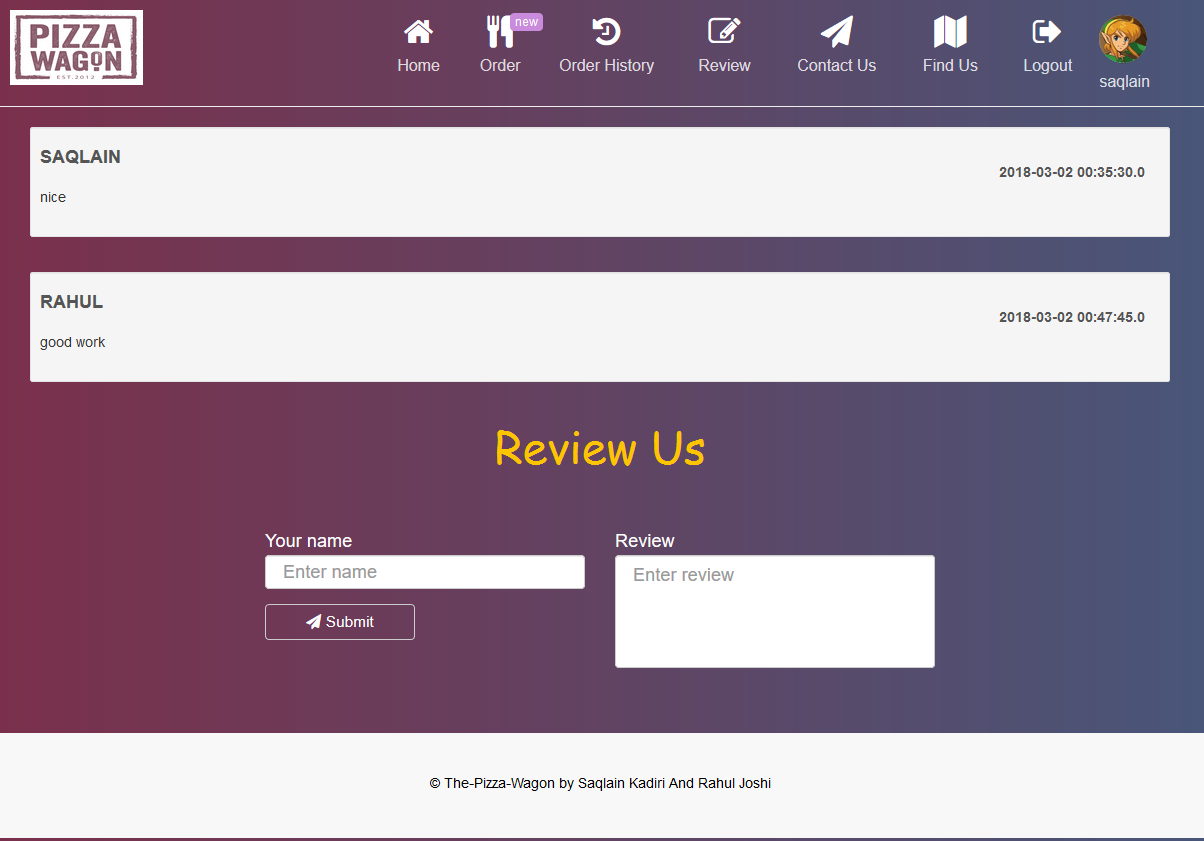 PIZZA
WAGON
EST.2012
new
Home
Order
Order History
Review
Contact Us
Find Us
Logout
saqlain
SAQLAIN
2018-03-02 00:35:30.0
nice
RAHUL
2018-03-02 00:47:45.0
good work
Review Us
Your name
Review
Enter name
Enter review
Submit
© The-Pizza-Wagon by Saqlain Kadiri And Rahul Joshi